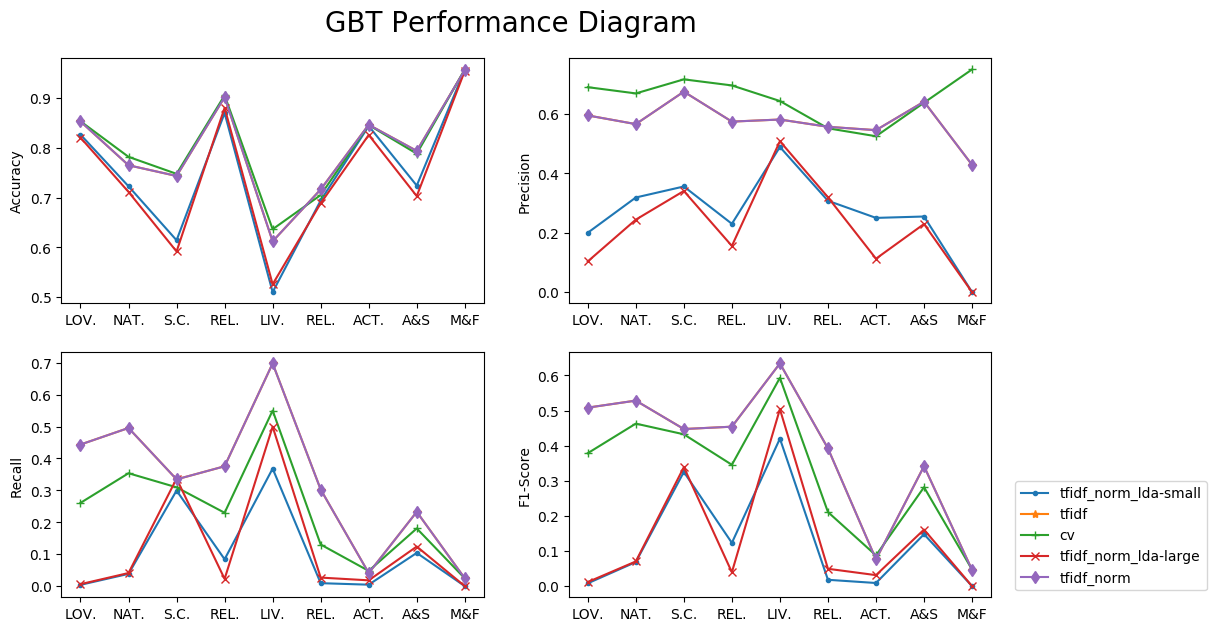 GBT Performance Diagram
Accuracy
0.9
0.8
0.7
0.6
0.5
LOV. NAT. S.C. REL. LIV. REL. ACT. A&S M&F
Precision
0.6
0.4
0.2
0.0
LOV. NAT. S.C. REL. LIV. REL. ACT. A&S M&F
Recall
0.7
0.6
0.5
0.4
0.3
0.2
0.1
0.0
LOV. NAT. S.C. REL. LIV. REL. ACT. A&S M&F
F1-Score
0.6
0.5
0.4
0.3
0.2
0.1
0.0
LOV. NAT. S.C. REL. LIV. REL. ACT. A&S M&F
tfidf_norm_lda-small
tfidf
cv
tfidf_norm_lda-large
tfidf_norm